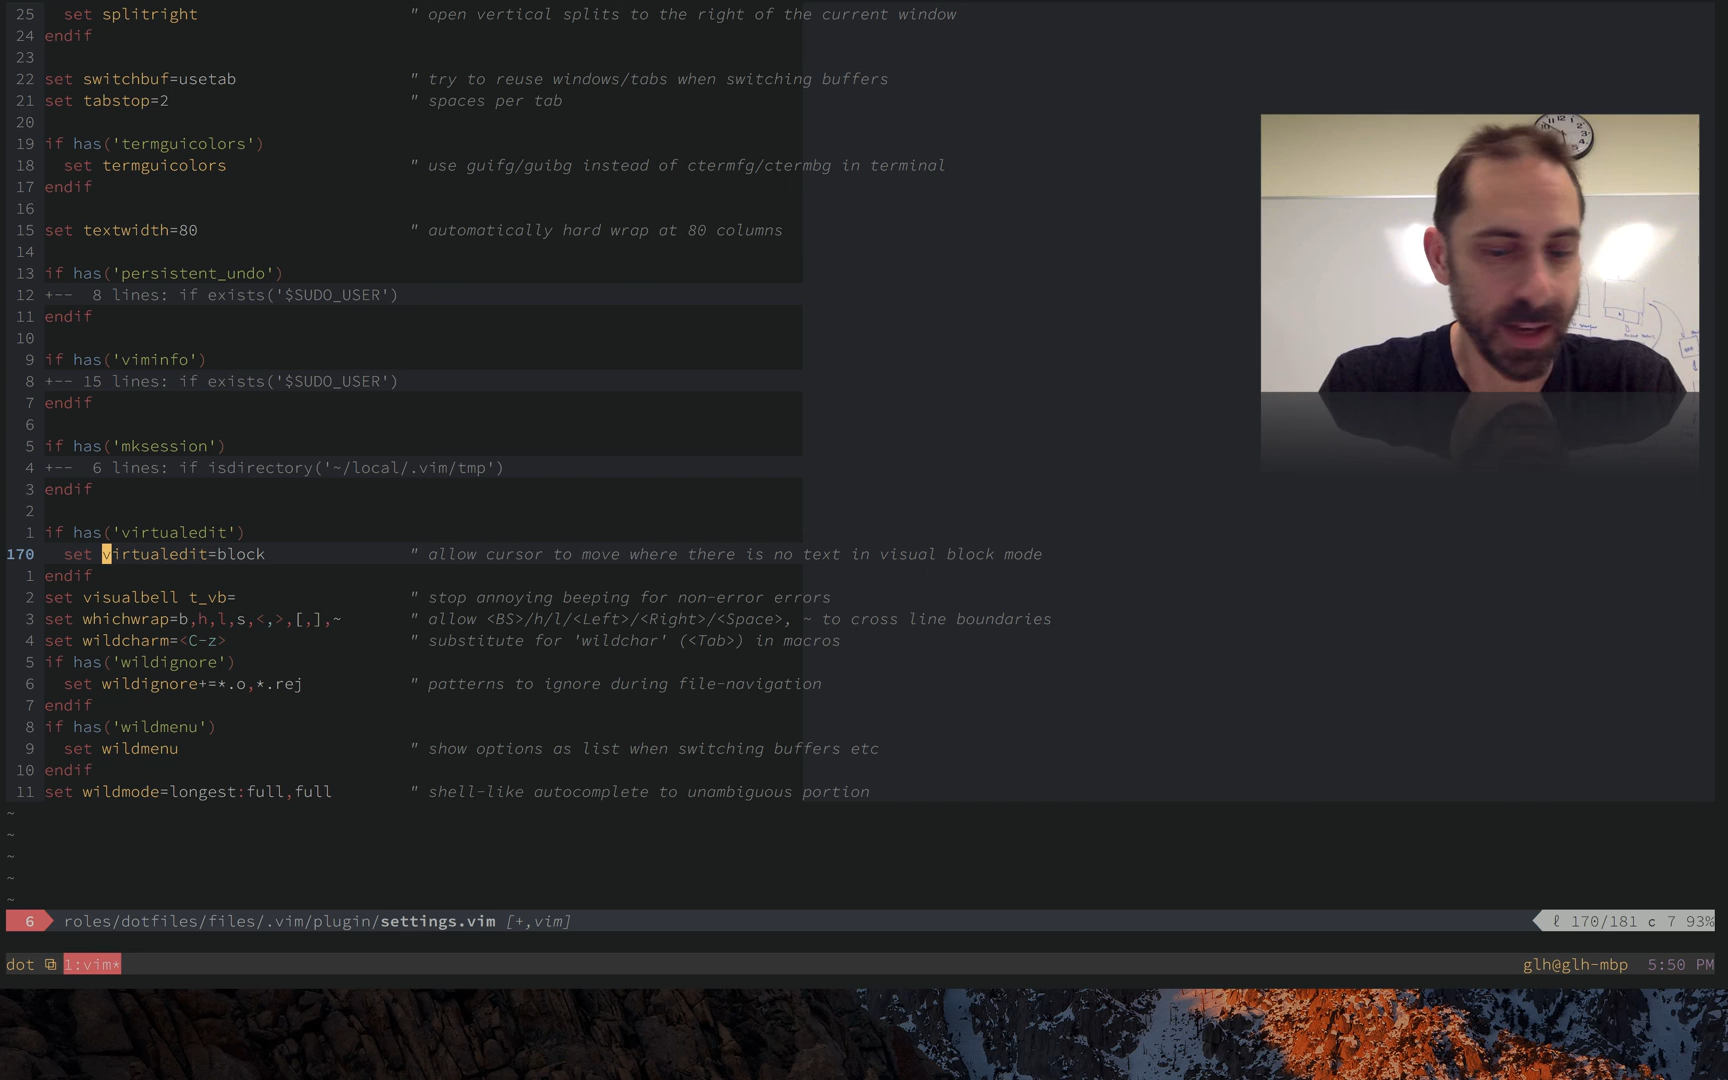 25   set splitright                       " open vertical splits to the right of the current window
24 endif
23
22 set switchbuf=usetab                   " try to reuse windows/tabs when switching buffers
21 set tabstop=2                          " spaces per tab
20
19 if has('termguicolors')
18   set termguicolors                    " use guifg/guibg instead of ctermfg/ctermbg in terminal
17 endif
16
15 set textwidth=80                       " automatically hard wrap at 80 columns
14
13 if has('persistent_undo')
12 +--  8 lines: if exists('$SUDO_USER')
11 endif
10
9 if has('viminfo')
8 +-- 15 lines: if exists('$SUDO_USER')
7 endif
6
5 if has('mksession')
4 +--  6 lines: if isdirectory('~/local/.vim/tmp')
3 endif
2
1 if has('virtualedit')
170   set virtualedit=block                " allow cursor to move where there is no text in visual block mode
1 endif
2 set visualbell t_vb=                   " stop annoying beeping for non-error errors
3 set whichwrap=b,h,l,s,<,>,[,],~        " allow <BS>/h/l/<Left>/<Right>/<Space>, ~ to cross line boundaries
4 set wildcharm=<C-z>                    " substitute for 'wildchar' (<Tab>) in macros
5 if has('wildignore')
6   set wildignore+=*.o,*.rej            " patterns to ignore during file-navigation
7 endif
8 if has('wildmenu')
9   set wildmenu                         " show options as list when switching buffers etc
10 endif
11 set wildmode=longest:full,full         " shell-like autocomplete to unambiguous portion
~
~
~
~
~
6 roles/dotfiles/files/.vim/plugin/settings.vim [+,vim] ℓ 170/181 c 7 93%
dot 1:vim* glh@glh-mbp 5:50 PM